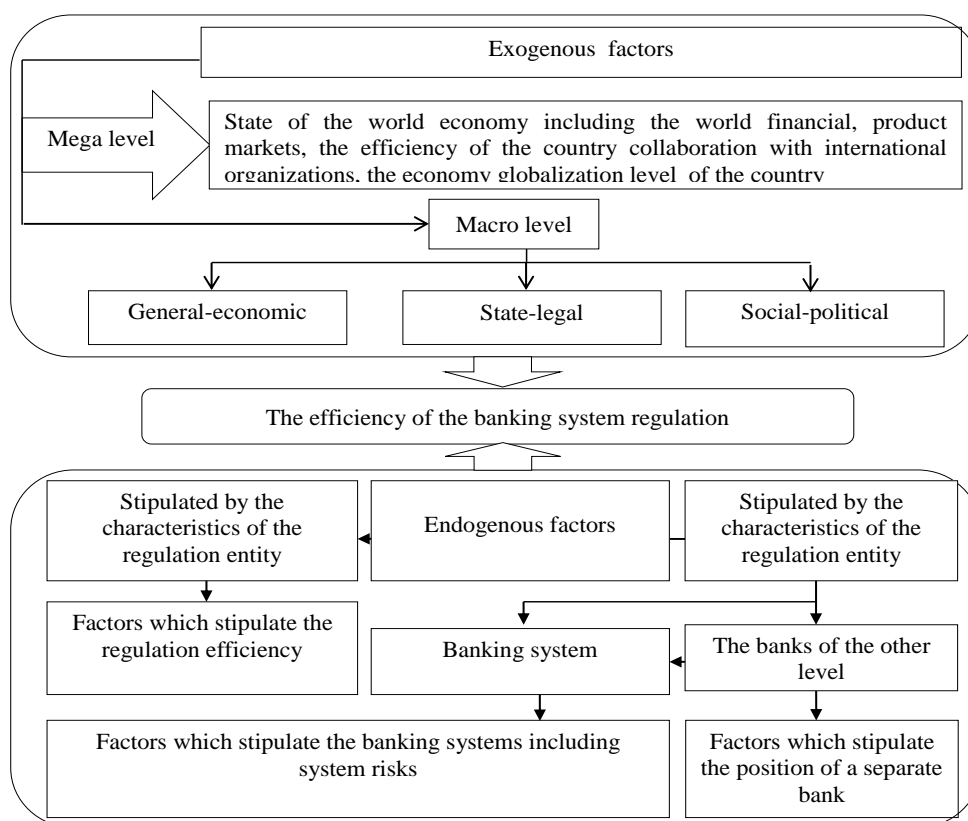 Exogenous factors
Mega level
State of the world economy including the world financial, product
markets, the efficiency of the country collaboration with international
organizations, the economy globalization level of the country
Macro level
General-economic
State-legal
Social-political
The efficiency of the banking system regulation
Stipulated by the
characteristics of the
regulation entity
Endogenous factors
Stipulated by the
characteristics of the
regulation entity
Factors which stipulate the
regulation efficiency
Banking system
The banks of the other
level
Factors which stipulate the banking systems including
system risks
Factors which stipulate
the position of a separate
bank